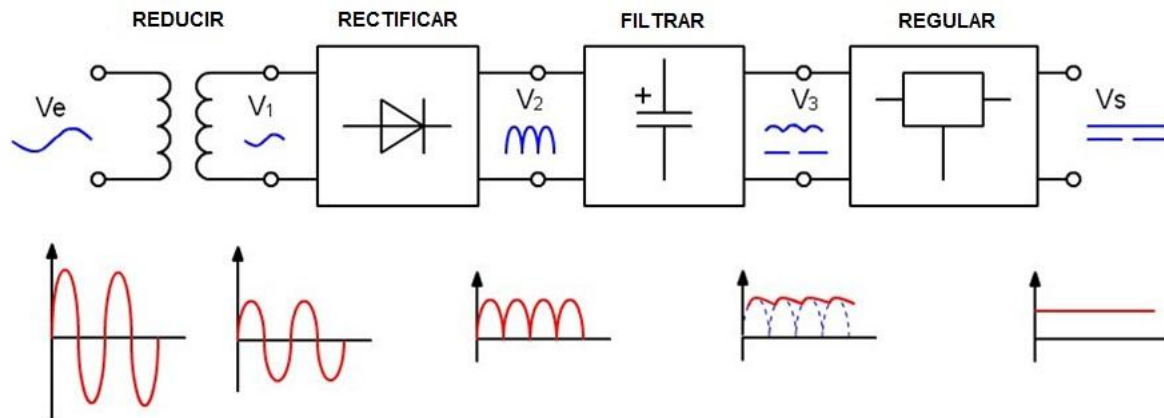 REDUCIR RECTIFICAR FILTRAR REGULAR
Ve V₁ V₂ + V₃ Vs